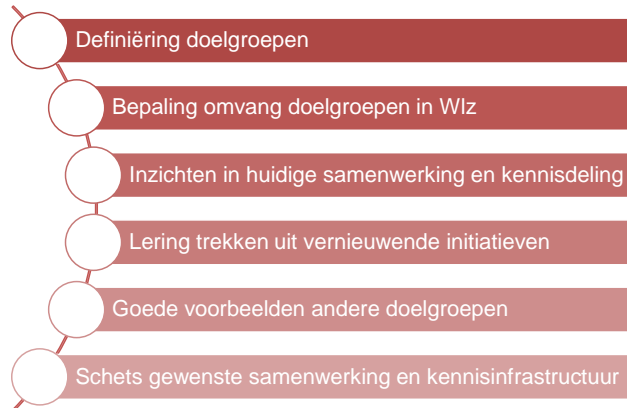 Definiëring doelgroepen
Bepaling omvang doelgroepen in Wlz
Inzichten in huidige samenwerking en kennisdeling
Lering trekken uit vernieuwende initiatieven
Goede voorbeelden andere doelgroepen
Schets gewenste samenwerking en kennisinfrastructuur